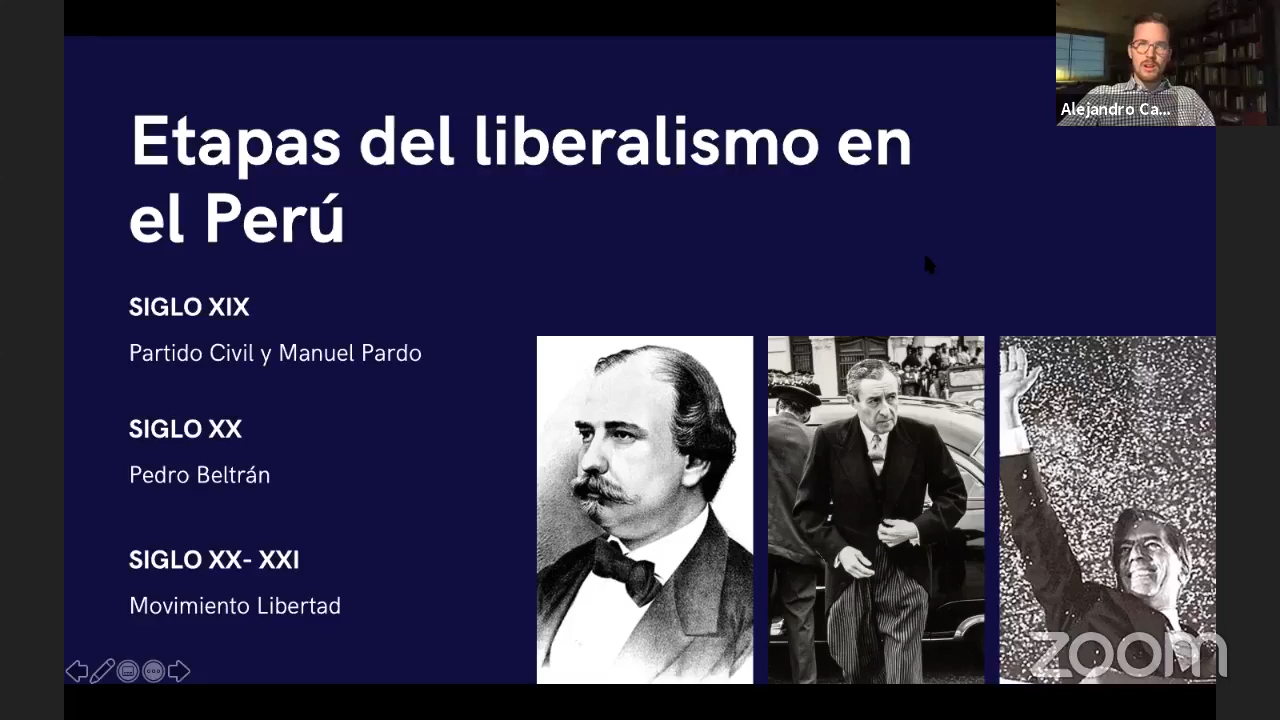 Etapas del liberalismo en
el Perú
SIGLO XIX
Partido Civil y Manuel Pardo
SIGLO XX
Pedro Beltrán
SIGLO XX- XXI
Movimiento Libertad
Alejandro Ca...
zoom